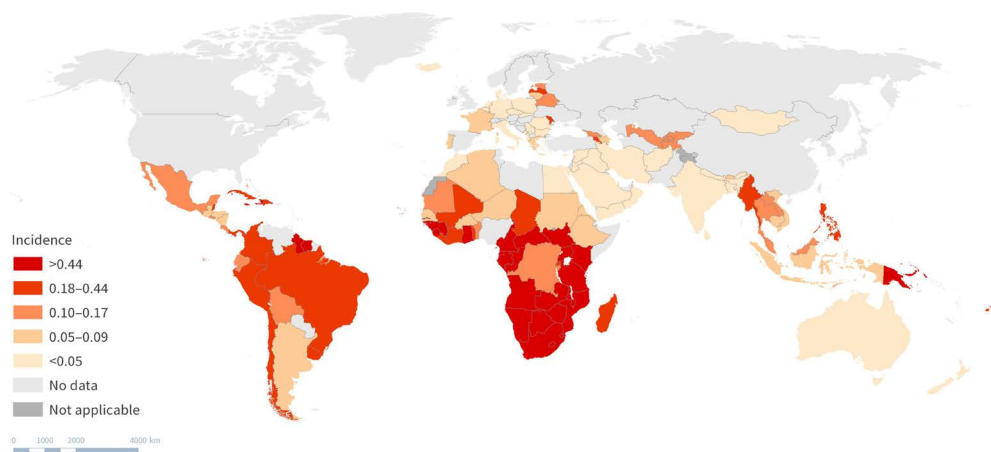 Incidence
>0.44
0.18–0.44
0.10–0.17
0.05–0.09
<0.05
No data
Not applicable
0 1000 2000 4000 km